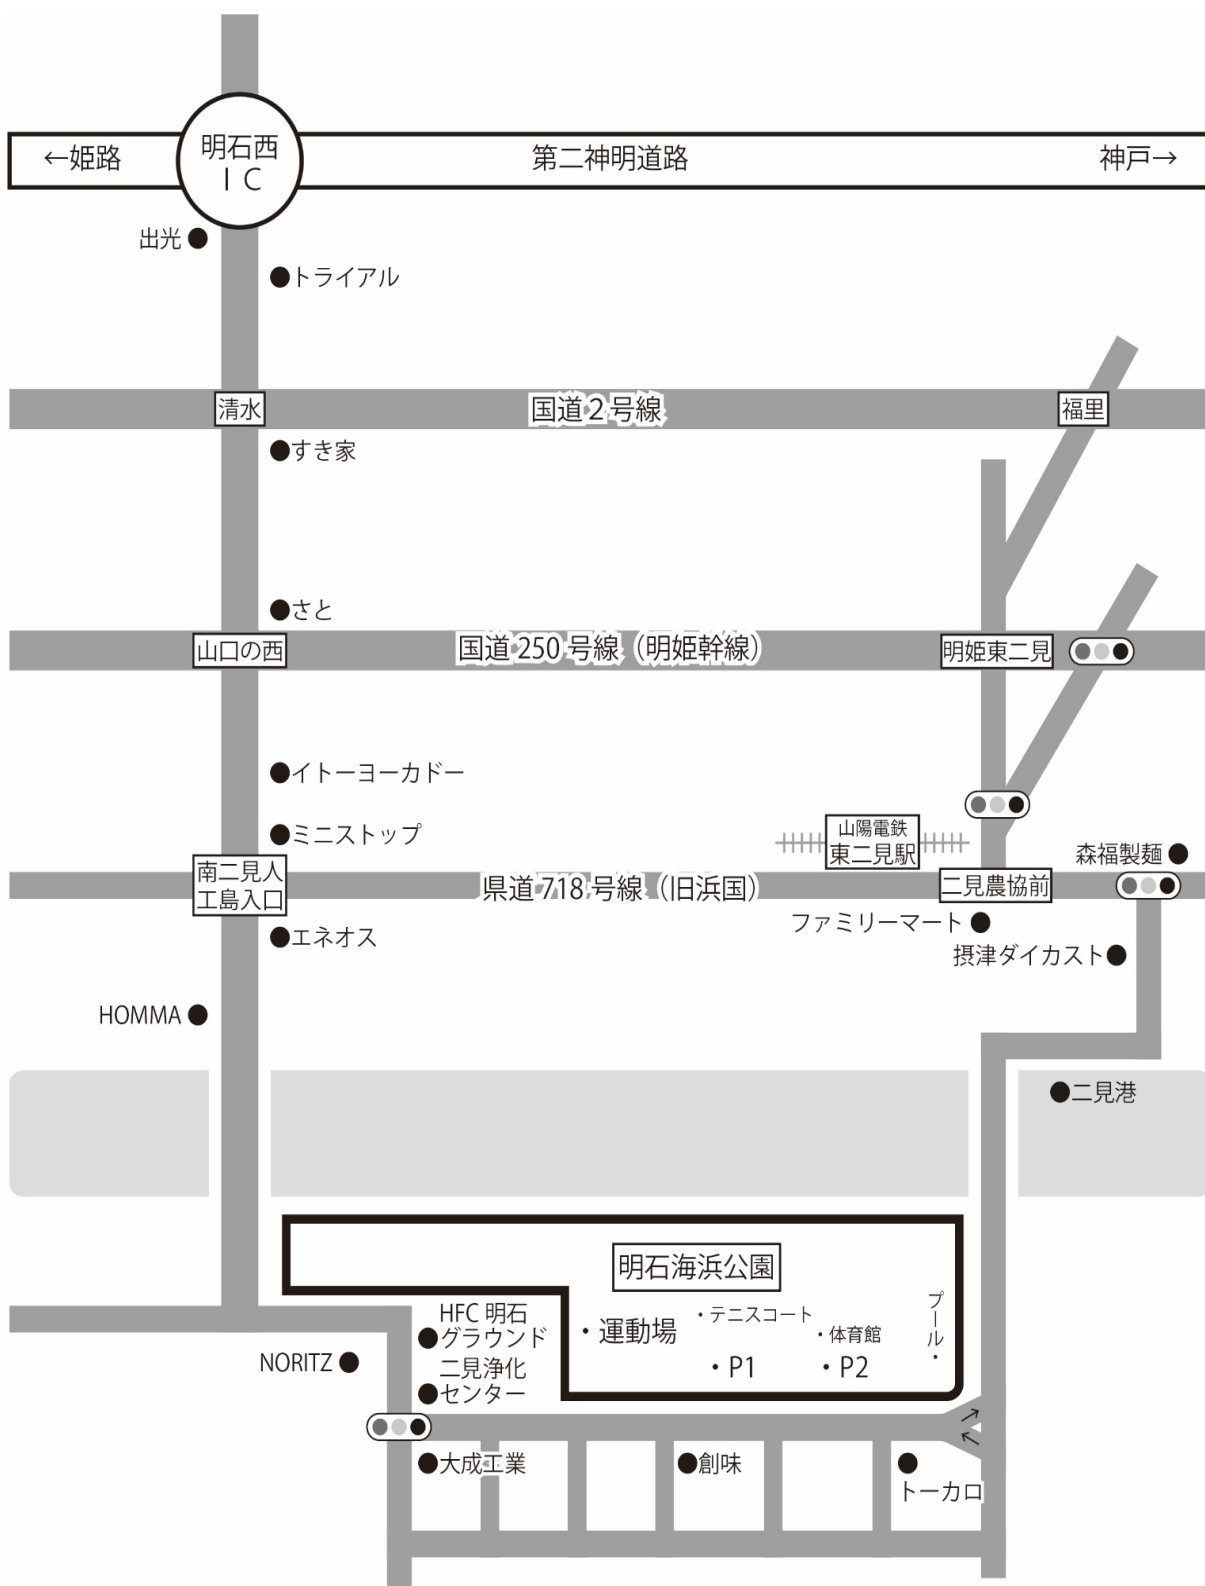 明石西
ＩＣ
←姫路
第二神明道路
神戸→
出光
トライアル
清水
国道２号線
福里
すき家
さと
山口の西
国道250号線（明姫幹線）
明姫東二見
イトーヨーカドー
ミニストップ
山陽電鉄
東二見駅
森福製麺
南二見人
工島入口
県道718号線（旧浜国）
二見農協前
ファミリーマート
エネオス
摂津ダイカスト
HOMMA
二見港
明石海浜公園
HFC明石
グラウンド
・運動場
・テニスコート
・体育館
プール・
・P1
・P2
NORITZ
二見浄化
センター
↗
↖
大成工業
創味
トーカロ